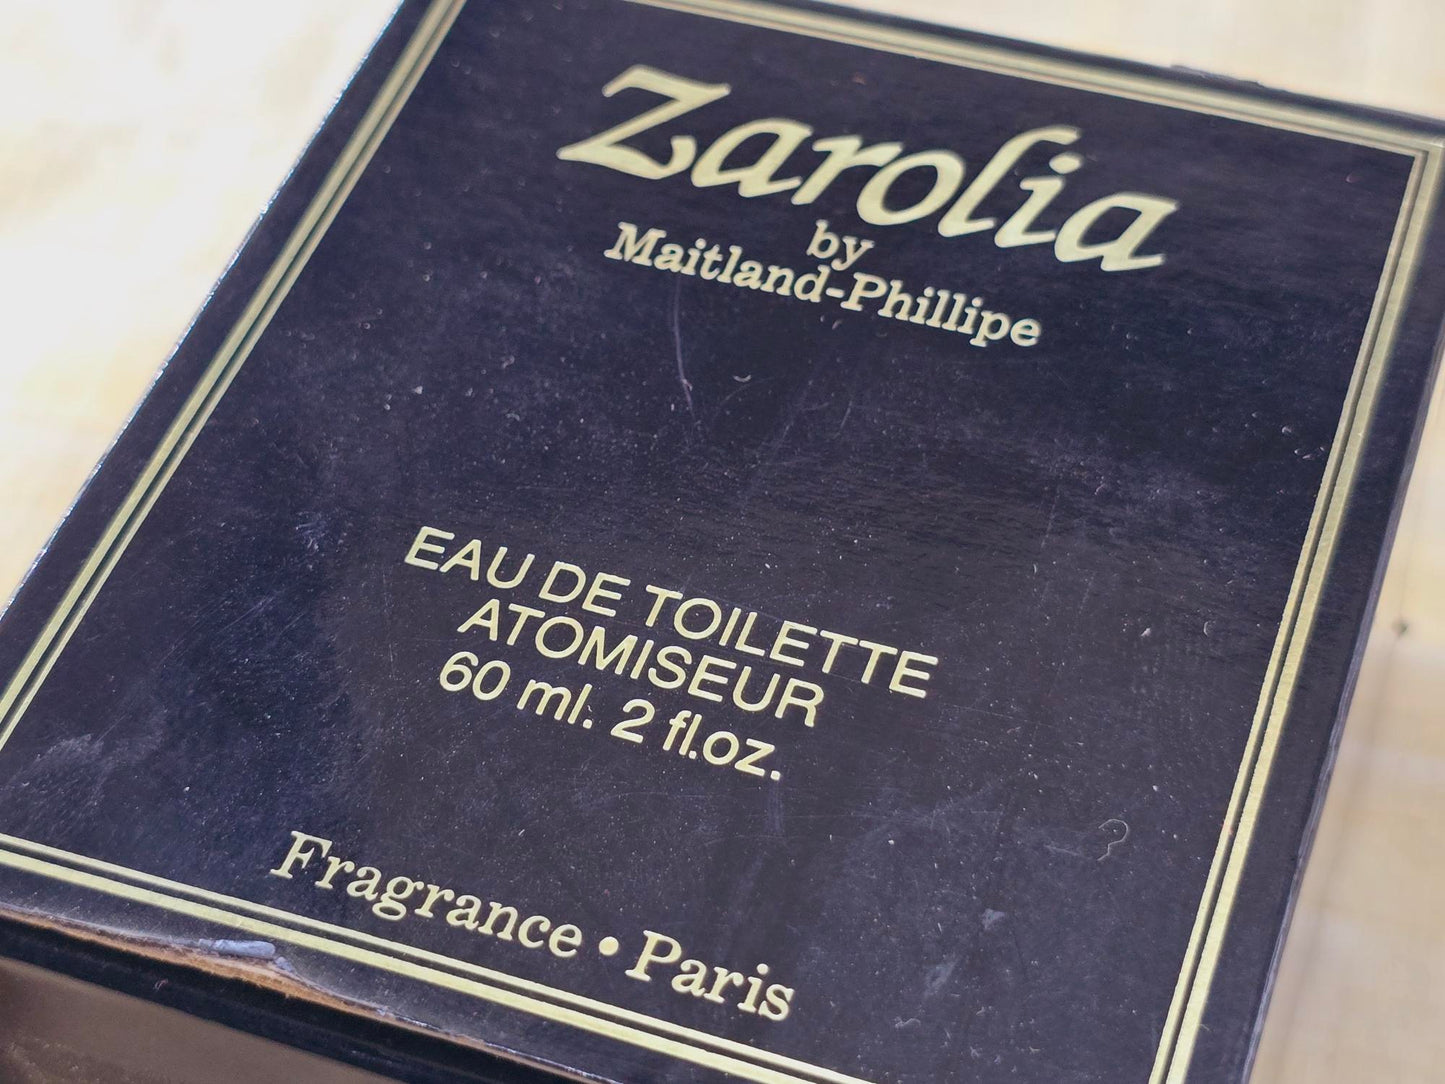 Zarolia
by
Maitland-Phillipe
EAU DE TOILETTE
ATOMISEUR
60 ml. 2 fl.oz.
Fragrance • Paris